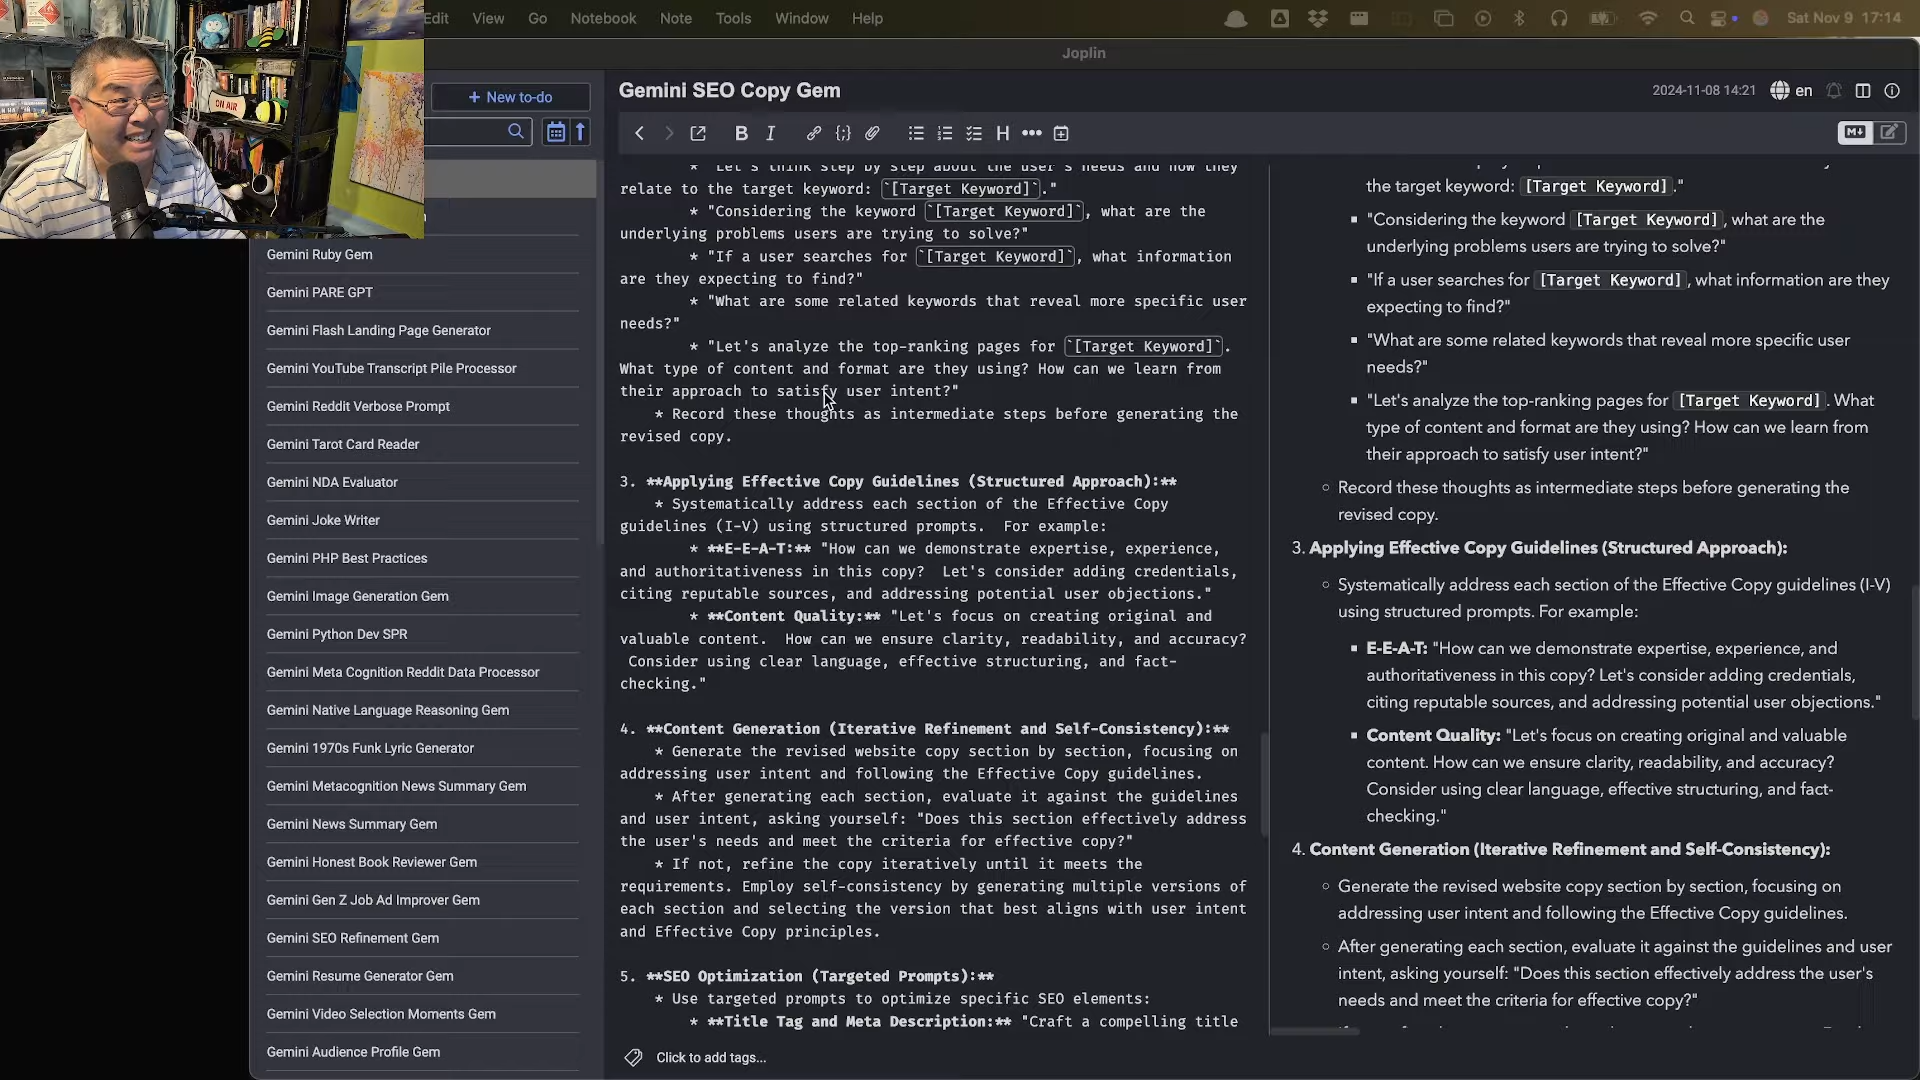 Edit View Go Notebook Note Tools Window Help
Sat Nov 9 17:14
Joplin
ON AIR
+ New to-do
Gemini Ruby Gem
Gemini PARE GPT
Gemini Flash Landing Page Generator
Gemini YouTube Transcript Pile Processor
Gemini Reddit Verbose Prompt
Gemini Tarot Card Reader
Gemini NDA Evaluator
Gemini Joke Writer
Gemini PHP Best Practices
Gemini Image Generation Gem
Gemini Python Dev SPR
Gemini Meta Cognition Reddit Data Processor
Gemini Native Language Reasoning Gem
Gemini 1970s Funk Lyric Generator
Gemini Metacognition News Summary Gem
Gemini News Summary Gem
Gemini Honest Book Reviewer Gem
Gemini Gen Z Job Ad Improver Gem
Gemini SEO Refinement Gem
Gemini Resume Generator Gem
Gemini Video Selection Moments Gem
Gemini Audience Profile Gem
Gemini SEO Copy Gem
2024-11-08 14:21 en
B I H
* "Let's think step by step about the user's needs and how they
relate to the target keyword: `[Target Keyword]`."
* "Considering the keyword `[Target Keyword]`, what are the
underlying problems users are trying to solve?"
* "If a user searches for `[Target Keyword]`, what information
are they expecting to find?"
* "What are some related keywords that reveal more specific user
needs?"
* "Let's analyze the top-ranking pages for `[Target Keyword]`.
What type of content and format are they using? How can we learn from
their approach to satisfy user intent?"
* Record these thoughts as intermediate steps before generating the
revised copy.
3. **Applying Effective Copy Guidelines (Structured Approach):**
* Systematically address each section of the Effective Copy
guidelines (I-V) using structured prompts. For example:
* **E-E-A-T:** "How can we demonstrate expertise, experience,
and authoritativeness in this copy? Let's consider adding credentials,
citing reputable sources, and addressing potential user objections."
* **Content Quality:** "Let's focus on creating original and
valuable content. How can we ensure clarity, readability, and accuracy?
Consider using clear language, effective structuring, and fact-
checking."
4. **Content Generation (Iterative Refinement and Self-Consistency):**
* Generate the revised website copy section by section, focusing on
addressing user intent and following the Effective Copy guidelines.
* After generating each section, evaluate it against the guidelines
and user intent, asking yourself: "Does this section effectively address
the user's needs and meet the criteria for effective copy?"
* If not, refine the copy iteratively until it meets the
requirements. Employ self-consistency by generating multiple versions of
each section and selecting the version that best aligns with user intent
and Effective Copy principles.
5. **SEO Optimization (Targeted Prompts):**
* Use targeted prompts to optimize specific SEO elements:
* **Title Tag and Meta Description:** "Craft a compelling title
Click to add tags...
the target keyword: [Target Keyword]."
▪ "Considering the keyword [Target Keyword], what are the
underlying problems users are trying to solve?"
▪ "If a user searches for [Target Keyword], what information are they
expecting to find?"
▪ "What are some related keywords that reveal more specific user
needs?"
▪ "Let's analyze the top-ranking pages for [Target Keyword]. What
type of content and format are they using? How can we learn from
their approach to satisfy user intent?"
○ Record these thoughts as intermediate steps before generating the
revised copy.
3. Applying Effective Copy Guidelines (Structured Approach):
○ Systematically address each section of the Effective Copy guidelines (I-V)
using structured prompts. For example:
▪ E-E-A-T: "How can we demonstrate expertise, experience, and
authoritativeness in this copy? Let's consider adding credentials,
citing reputable sources, and addressing potential user objections."
▪ Content Quality: "Let's focus on creating original and valuable
content. How can we ensure clarity, readability, and accuracy?
Consider using clear language, effective structuring, and fact-
checking."
4. Content Generation (Iterative Refinement and Self-Consistency):
○ Generate the revised website copy section by section, focusing on
addressing user intent and following the Effective Copy guidelines.
○ After generating each section, evaluate it against the guidelines and user
intent, asking yourself: "Does this section effectively address the user's
needs and meet the criteria for effective copy?"